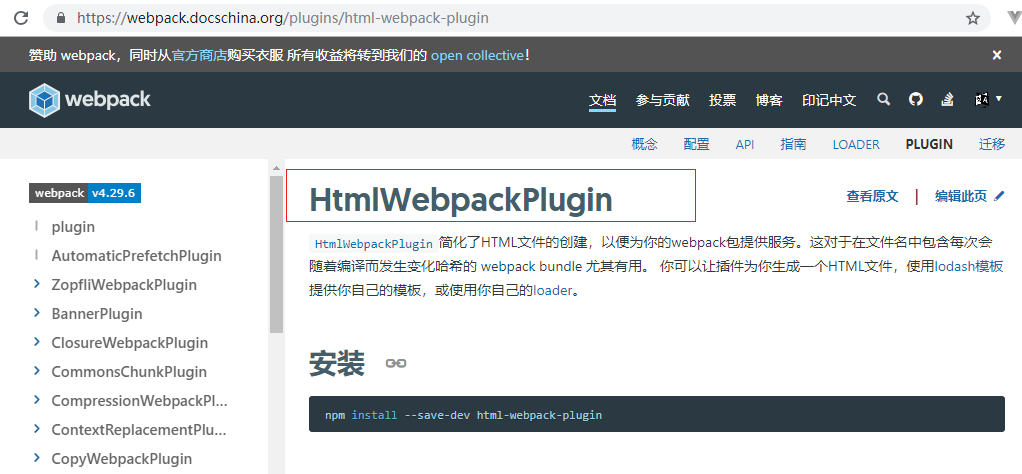 https://webpack.docschina.org/plugins/html-webpack-plugin
赞助 webpack，同时从官方商店购买衣服 所有收益将转到我们的 open collective!
webpack
文档 参与贡献 投票 博客 印记中文
概念 配置 API 指南 LOADER PLUGIN 迁移
webpack v4.29.6
plugin
AutomaticPrefetchPlugin
ZopfliWebpackPlugin
BannerPlugin
ClosureWebpackPlugin
CommonsChunkPlugin
CompressionWebpackPl...
ContextReplacementPlu...
CopyWebpackPlugin
HtmlWebpackPlugin
查看原文 | 编辑此页
HtmlWebpackPlugin 简化了HTML文件的创建，以便为你的webpack包提供服务。这对于在文件名中包含每次会
随着编译而发生变化哈希的 webpack bundle 尤其有用。 你可以让插件为你生成一个HTML文件，使用lodash模板
提供你自己的模板，或使用你自己的loader。
安装
npm install --save-dev html-webpack-plugin